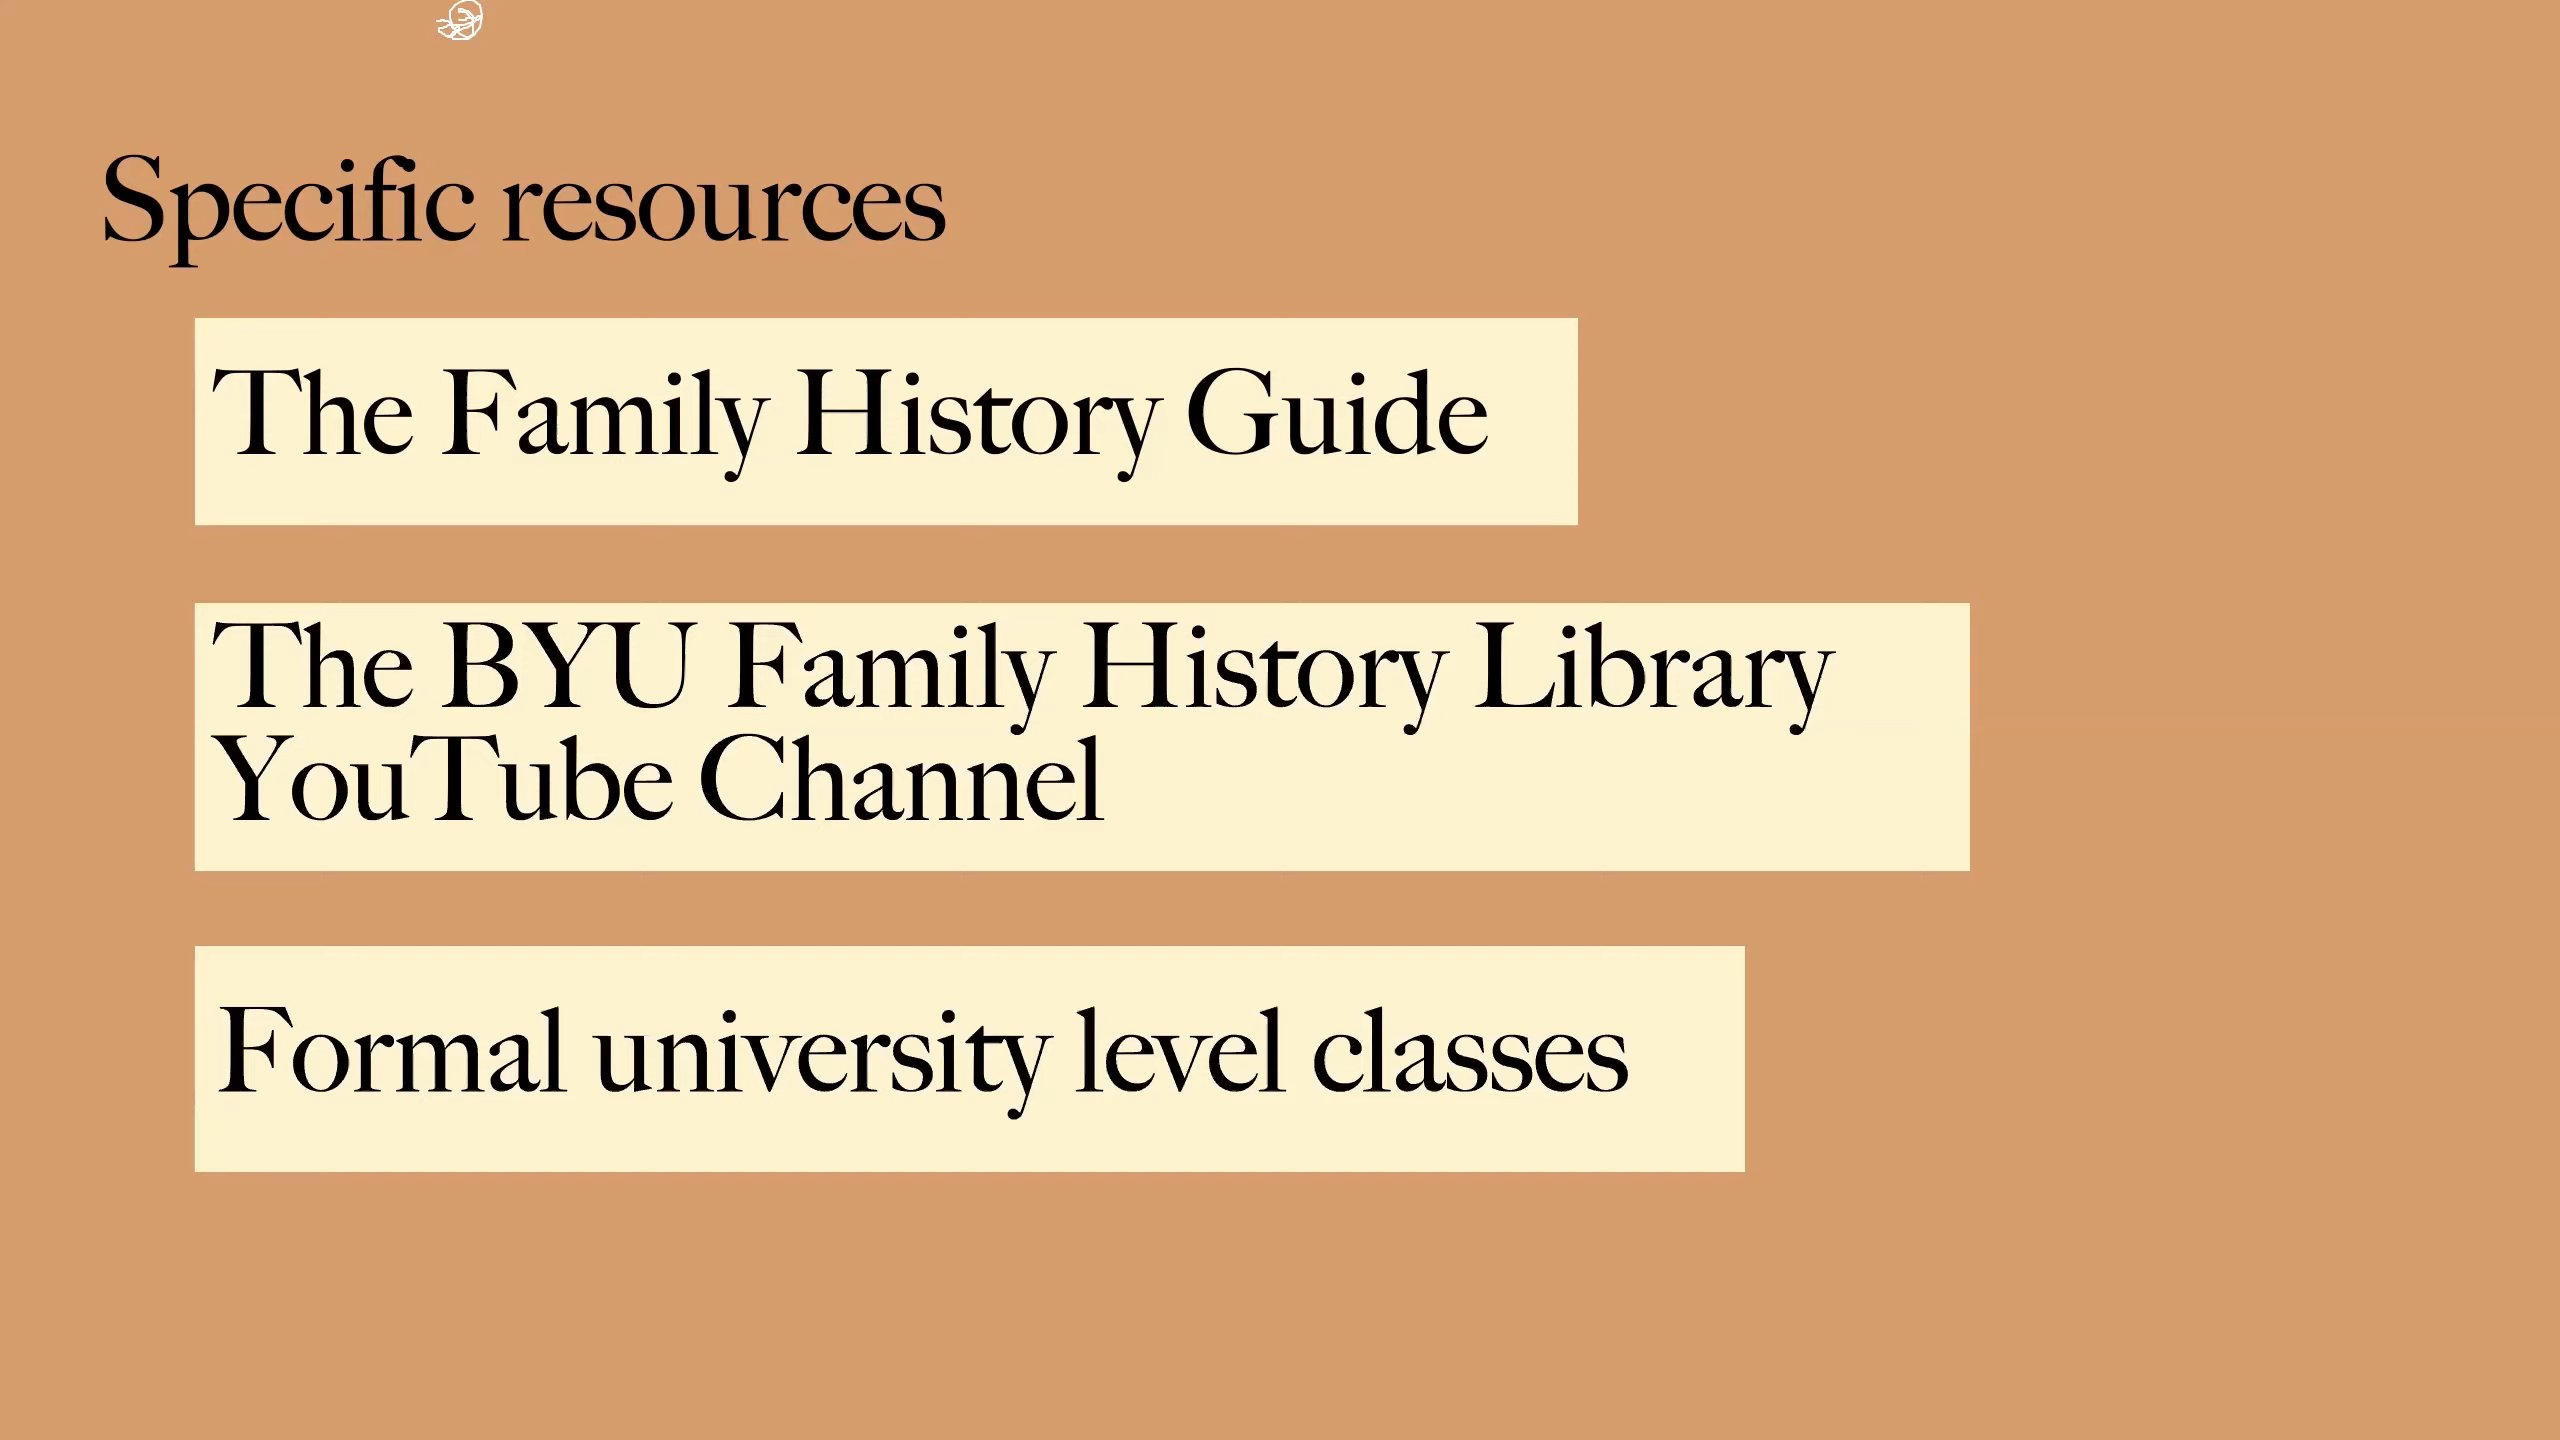 Specific resources
The Family History Guide
The BYU Family History Library
YouTube Channel
Formal university level classes